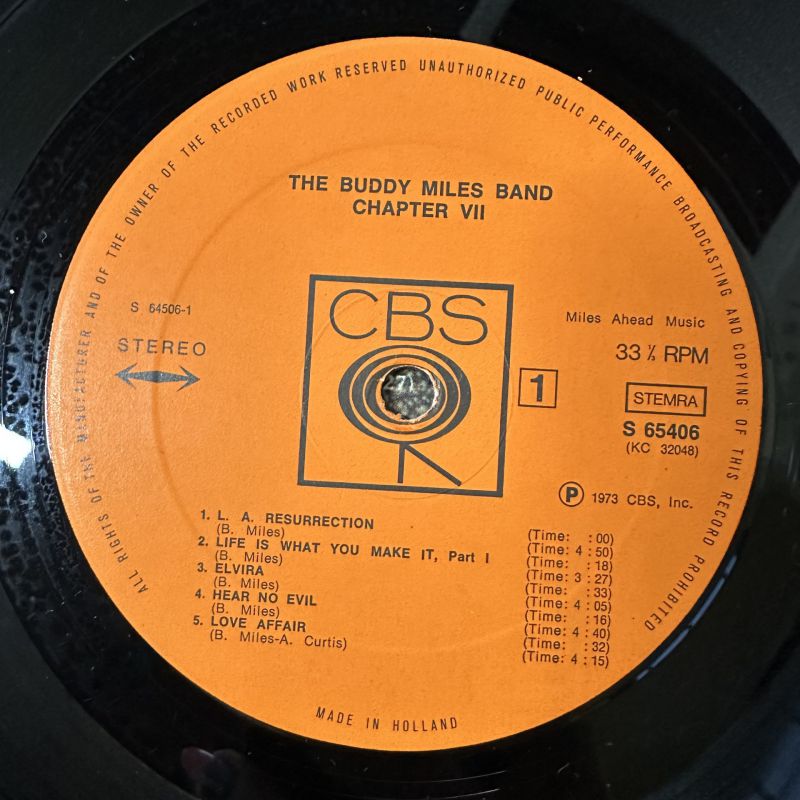 ALL RIGHTS OF THE MANUFACTURER AND OF THE OWNER OF THE RECORDED WORK RESERVED UNAUTHORIZED PUBLIC PERFORMANCE BROADCASTING AND COPYING OF THIS RECORD PROHIBITED
THE BUDDY MILES BAND
CHAPTER VII
S 64506-1
STEREO
CBS
1
Miles Ahead Music
33 ⅓ RPM
STEMRA
S 65406
(KC 32048)
Ⓟ 1973 CBS, Inc.
1. L. A. RESURRECTION (Time: :00)
(B. Miles) (Time: 4:50)
2. LIFE IS WHAT YOU MAKE IT, Part I (Time: :18)
(B. Miles) (Time: 3:27)
3. ELVIRA (Time: :33)
(B. Miles) (Time: 4:05)
4. HEAR NO EVIL (Time: :16)
(B. Miles) (Time: 4:40)
5. LOVE AFFAIR (Time: :32)
(B. Miles-A. Curtis) (Time: 4:15)
MADE IN HOLLAND